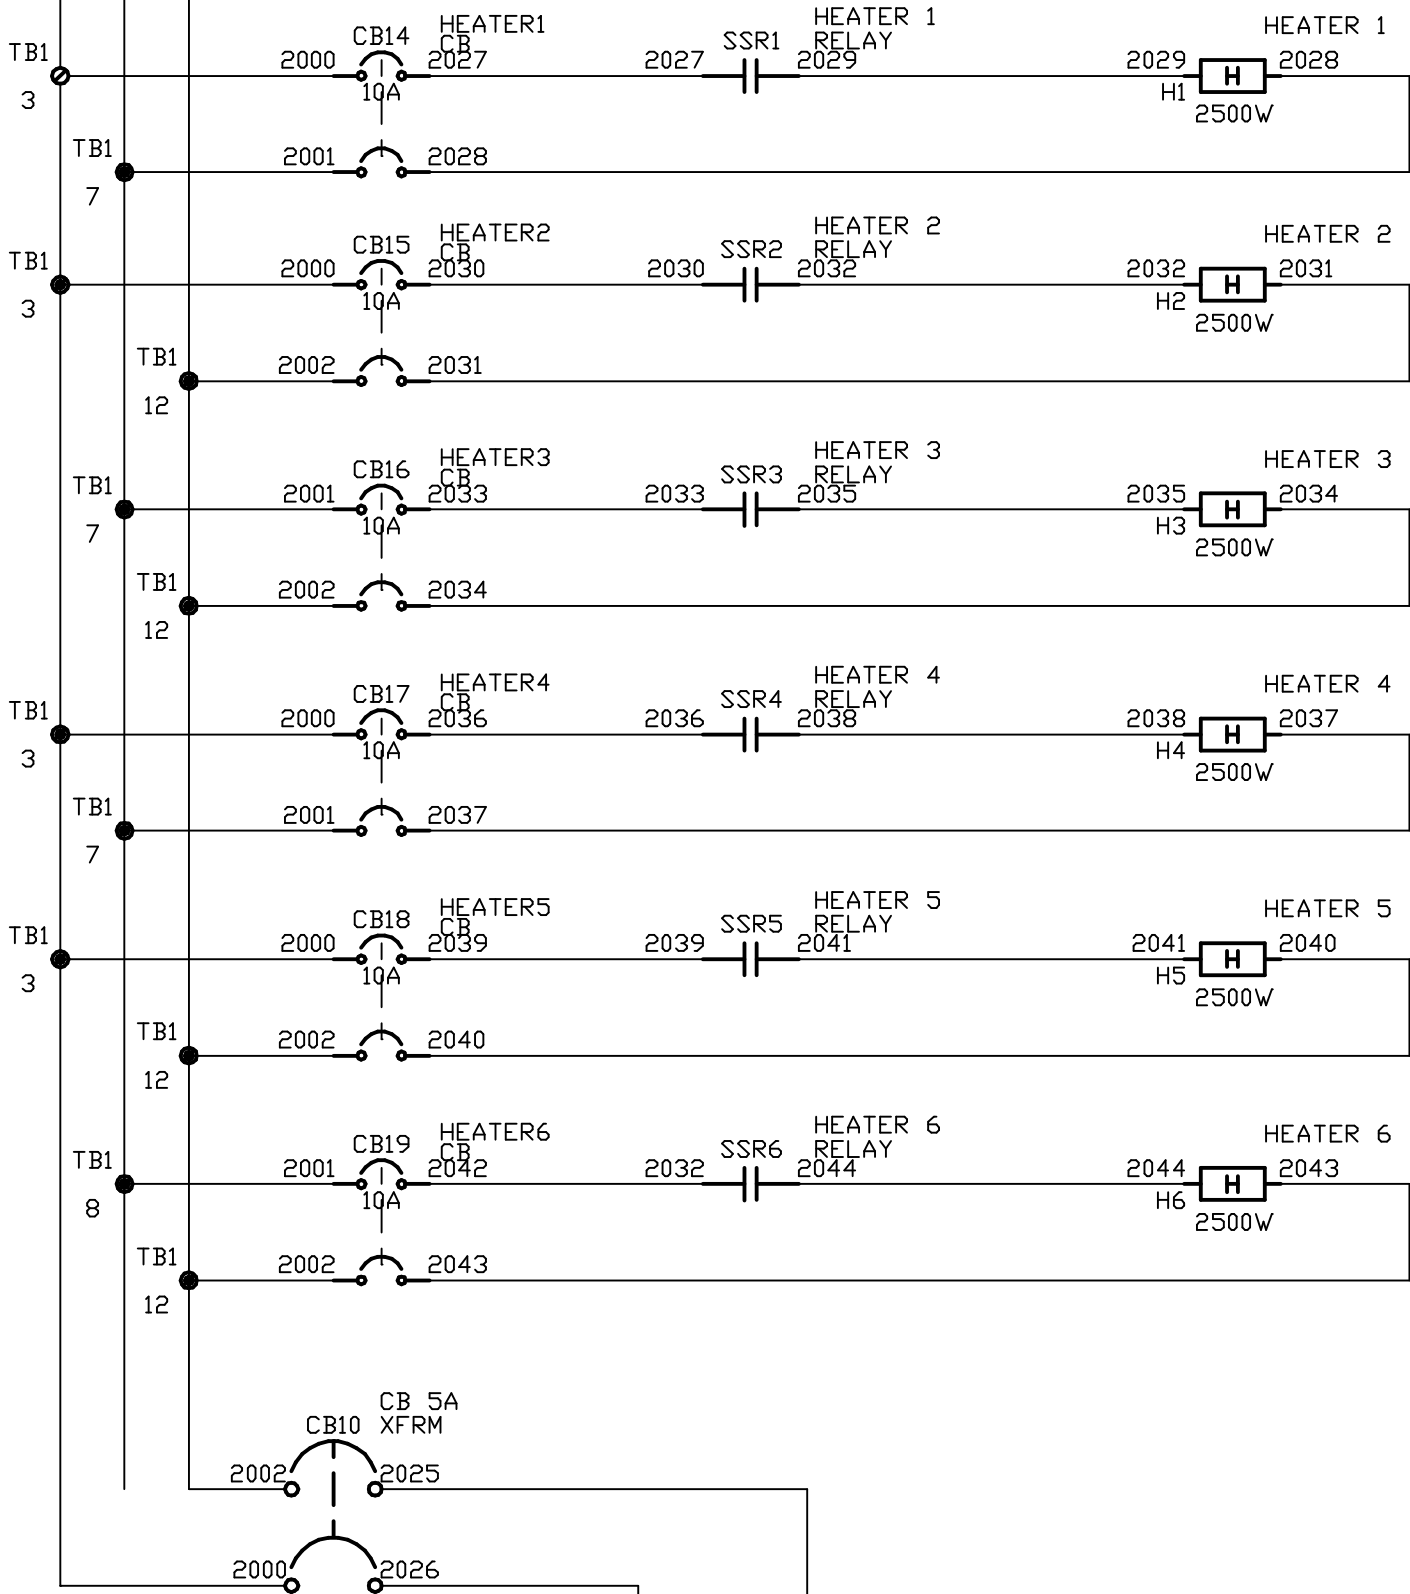 HEATER1
HEATER 1
HEATER 1
CB14
CB
SSR1
RELAY
TB1
2000
2027
2027
2029
2029
2028
3
10A
H1
2500W
TB1
2001
2028
7
HEATER2
HEATER 2
HEATER 2
CB15
CB
SSR2
RELAY
TB1
2000
2030
2030
2032
2032
2031
3
10A
H2
2500W
TB1
2002
2031
12
HEATER3
HEATER 3
HEATER 3
CB16
CB
SSR3
RELAY
TB1
2001
2033
2033
2035
2035
2034
7
10A
H3
2500W
TB1
2002
2034
12
HEATER4
HEATER 4
HEATER 4
CB17
CB
SSR4
RELAY
TB1
2000
2036
2036
2038
2038
2037
3
10A
H4
2500W
TB1
2001
2037
7
HEATER5
HEATER 5
HEATER 5
CB18
CB
SSR5
RELAY
TB1
2000
2039
2039
2041
2041
2040
3
10A
H5
2500W
TB1
2002
2040
12
HEATER6
HEATER 6
HEATER 6
CB19
CB
SSR6
RELAY
TB1
2001
2042
2032
2044
2044
2043
8
10A
H6
2500W
TB1
2002
2043
12
CB 5A
CB10
XFRM
2002
2025
2000
2026
H
H
H
H
H
H